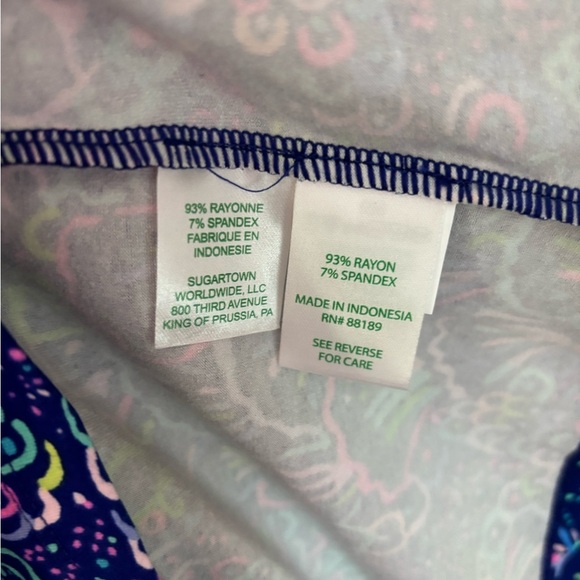 93% RAYONNE
7% SPANDEX
FABRIQUE EN
INDONESIE
SUGARTOWN
WORLDWIDE, LLC
800 THIRD AVENUE
KING OF PRUSSIA, PA
93% RAYON
7% SPANDEX
MADE IN INDONESIA
RN# 88189
SEE REVERSE
FOR CARE